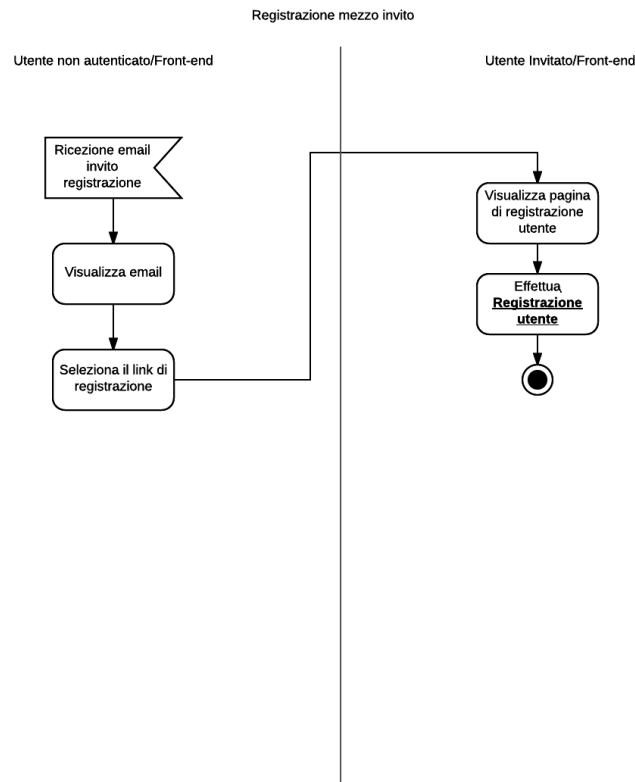 Registrazione mezzo invito
Utente non autenticato/Front-end
Utente Invitato/Front-end
Ricezione email
invito
registrazione
Visualizza email
Seleziona il link di
registrazione
Visualizza pagina
di registrazione
utente
Effettua
Registrazione
utente